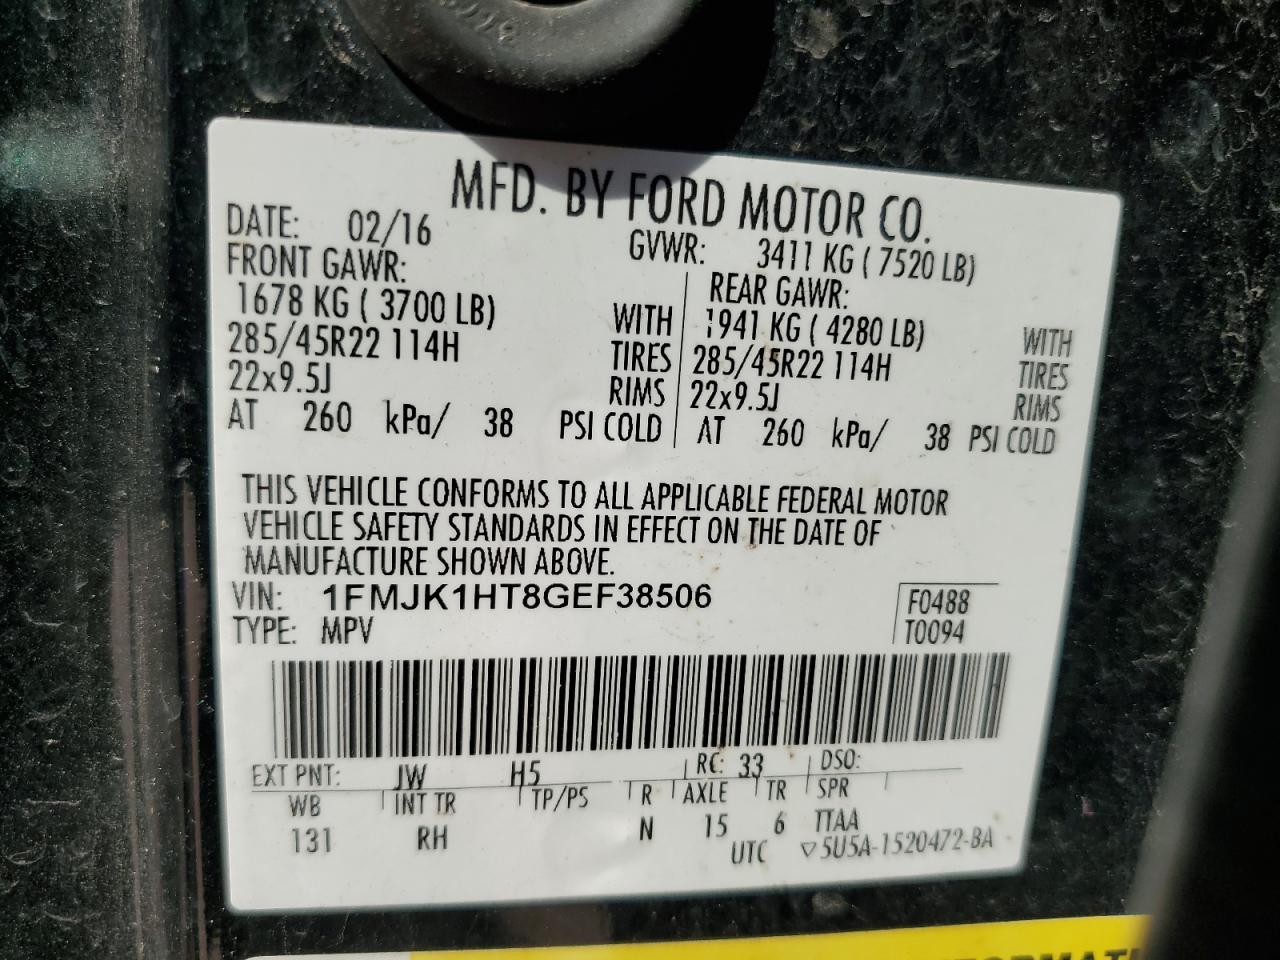 MFD. BY FORD MOTOR CO.
DATE: 02/16 GVWR: 3411 KG ( 7520 LB)
FRONT GAWR: REAR GAWR:
1678 KG ( 3700 LB) WITH 1941 KG ( 4280 LB) WITH
285/45R22 114H TIRES 285/45R22 114H TIRES
22x9.5J RIMS 22x9.5J RIMS
AT 260 kPa/ 38 PSI COLD AT 260 kPa/ 38 PSI COLD
THIS VEHICLE CONFORMS TO ALL APPLICABLE FEDERAL MOTOR
VEHICLE SAFETY STANDARDS IN EFFECT ON THE DATE OF
MANUFACTURE SHOWN ABOVE.
VIN: 1FMJK1HT8GEF38506 F0488
TYPE: MPV T0094
EXT PNT: JW H5 RC: 33 DSO:
WB INT TR TP/PS R AXLE TR SPR
131 RH N 15 6 TTAA
UTC ▽5U5A-1520472-BA